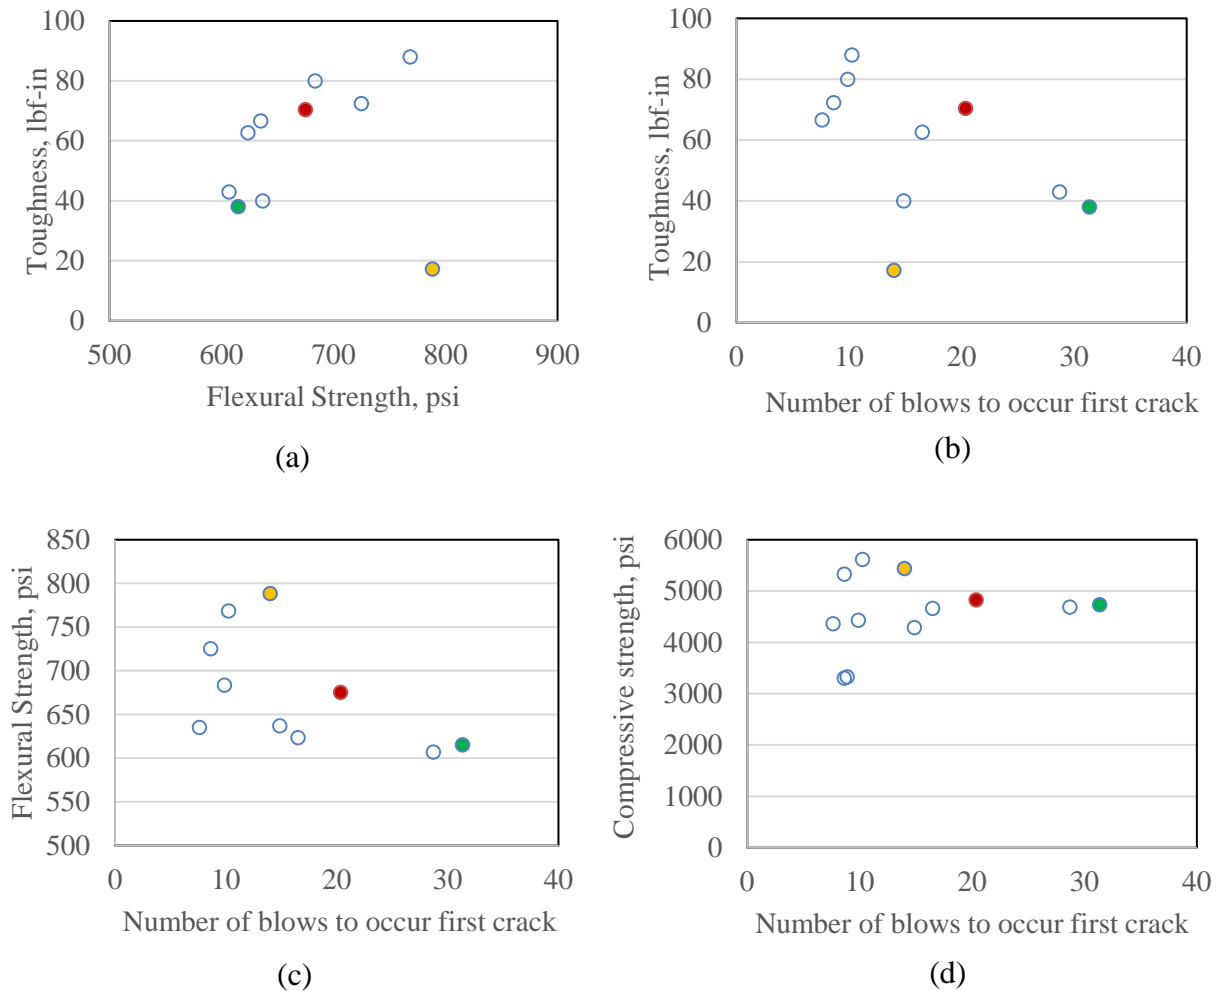 100
80
60
40
20
0
500 600 700 800 900
Toughness, lbf-in
Flexural Strength, psi
(a)
100
80
60
40
20
0
0 10 20 30 40
Toughness, lbf-in
Number of blows to occur first crack
(b)
850
800
750
700
650
600
550
500
0 10 20 30 40
Flexural Strength, psi
Number of blows to occur first crack
(c)
6000
5000
4000
3000
2000
1000
0
0 10 20 30 40
Compressive strength, psi
Number of blows to occur first crack
(d)